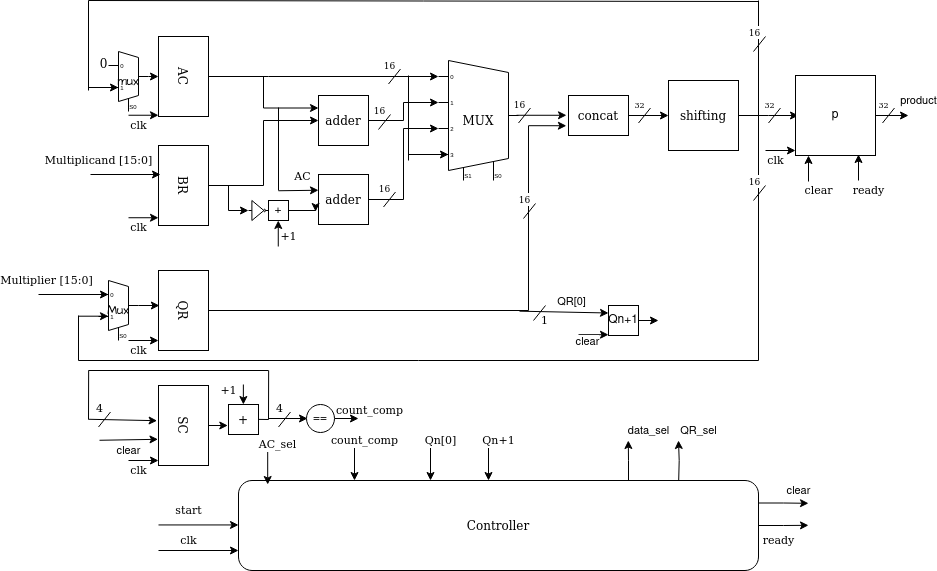 16
0
0
mux
1
S0
clk
AC
16
0
1
2
3
MUX
S1
S0
16
adder
16
AC
adder
16
concat
32
shifting
32
p
32
product
clk
clear
ready
16
16
Multiplicand [15:0]
BR
clk
+
+1
Multiplier [15:0]
0
Mux
1
S0
clk
QR
QR[0]
1
Qn+1
clear
4
clear
clk
SC
+1
+
4
==
count_comp
AC_sel
count_comp
Qn[0]
Qn+1
data_sel
QR_sel
start
clk
Controller
clear
ready